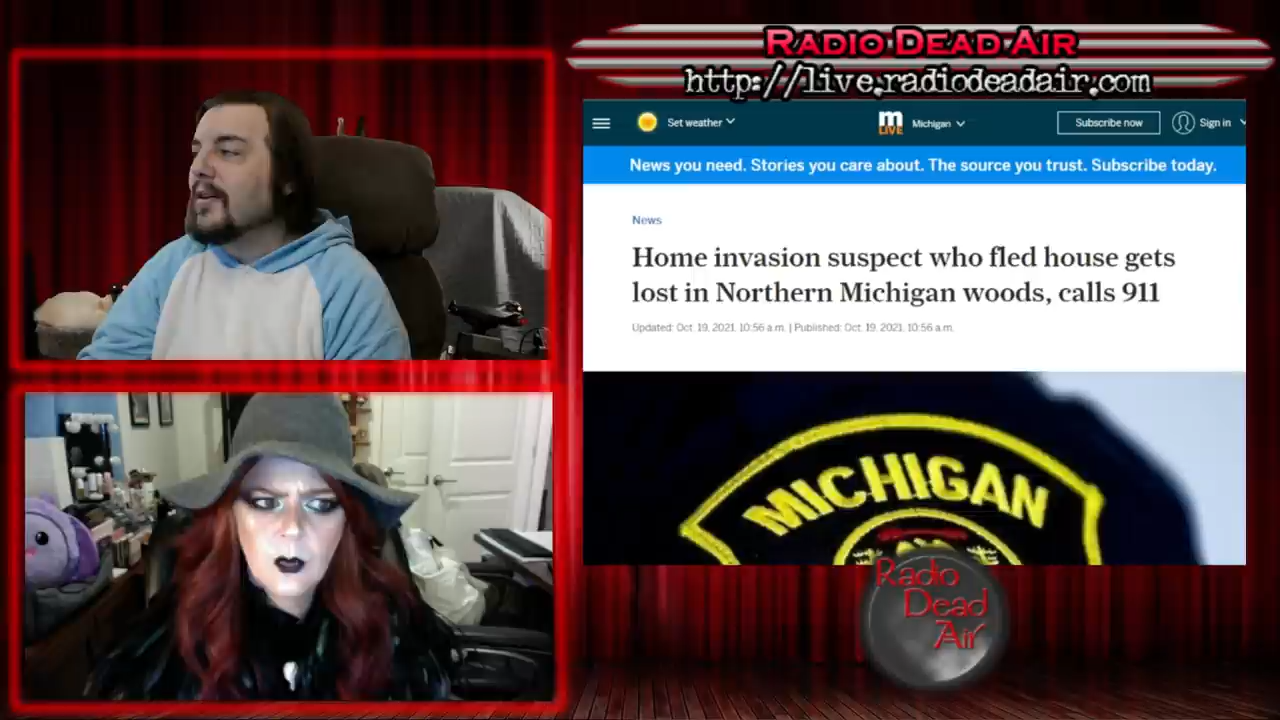 Radio Dead Air
http://live.radiodeadair.com
Set weather
m LIVE
Michigan
Subscribe now
Sign in
News you need. Stories you care about. The source you trust. Subscribe today.
News
Home invasion suspect who fled house gets
lost in Northern Michigan woods, calls 911
Updated: Oct. 19, 2021, 10:56 a.m. | Published: Oct. 19, 2021, 10:56 a.m.
MICHIGAN
Radio
Dead
Air